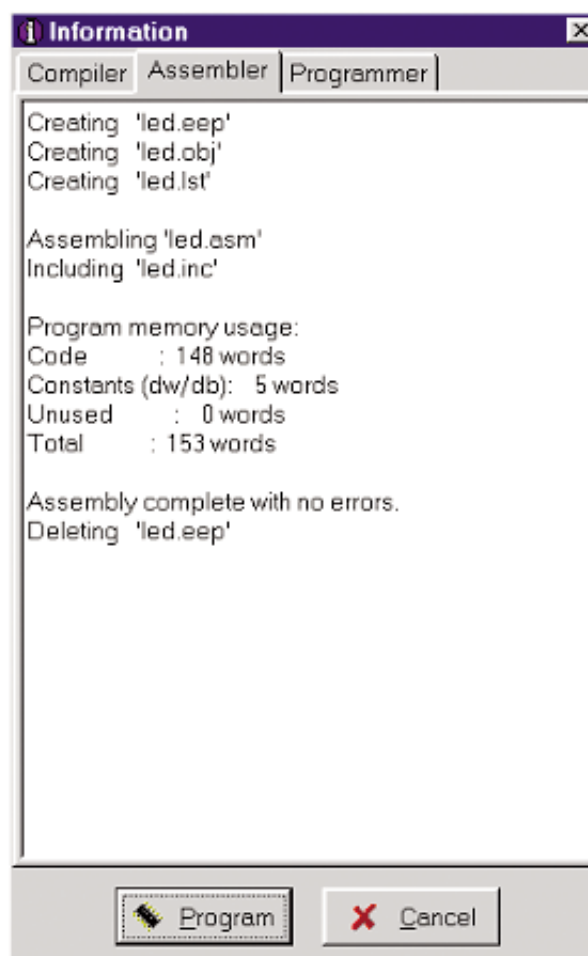 Information
Compiler Assembler Programmer
Creating 'led.eep'
Creating 'led.obj'
Creating 'led.lst'
Assembling 'led.asm'
Including 'led.inc'
Program memory usage:
Code : 148 words
Constants (dw/db): 5 words
Unused : 0 words
Total : 153 words
Assembly complete with no errors.
Deleting 'led.eep'
Program Cancel